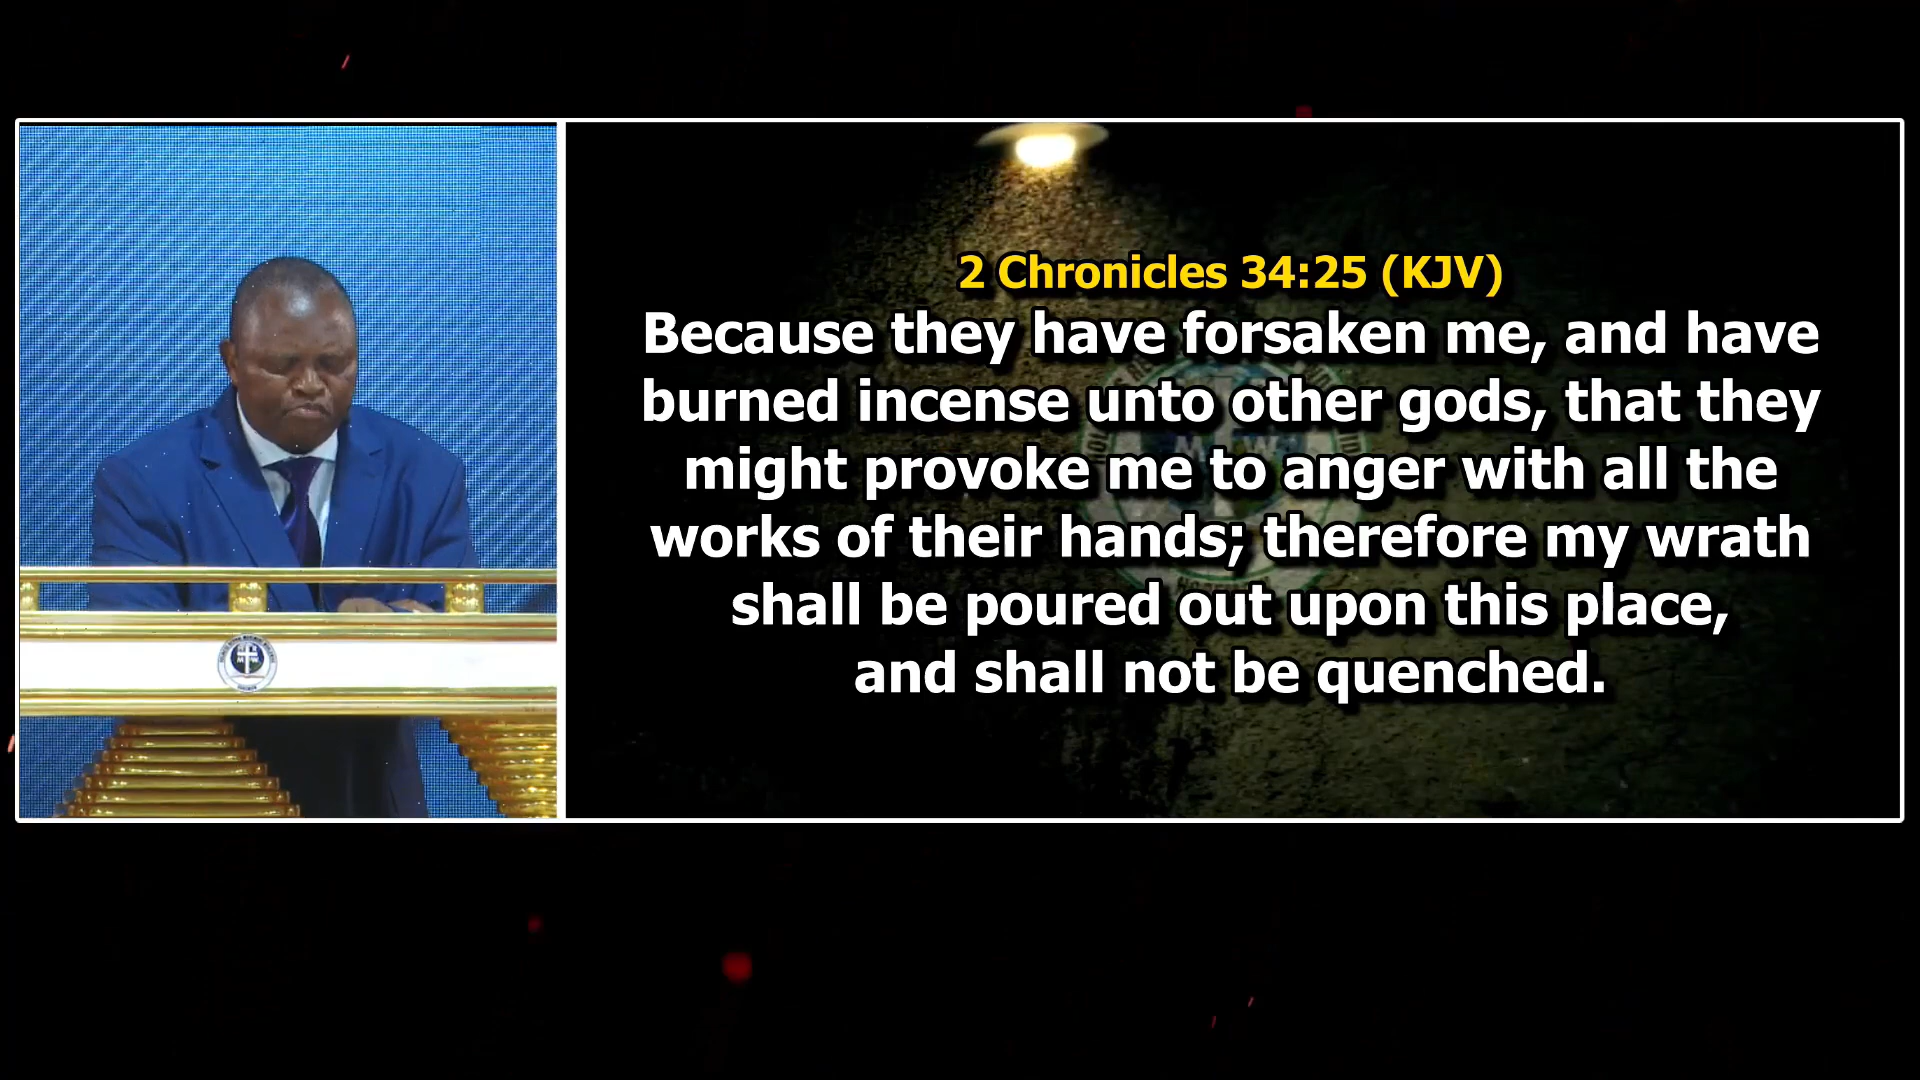 2 Chronicles 34:25 (KJV)
Because they have forsaken me, and have
burned incense unto other gods, that they
might provoke me to anger with all the
works of their hands; therefore my wrath
shall be poured out upon this place,
and shall not be quenched.